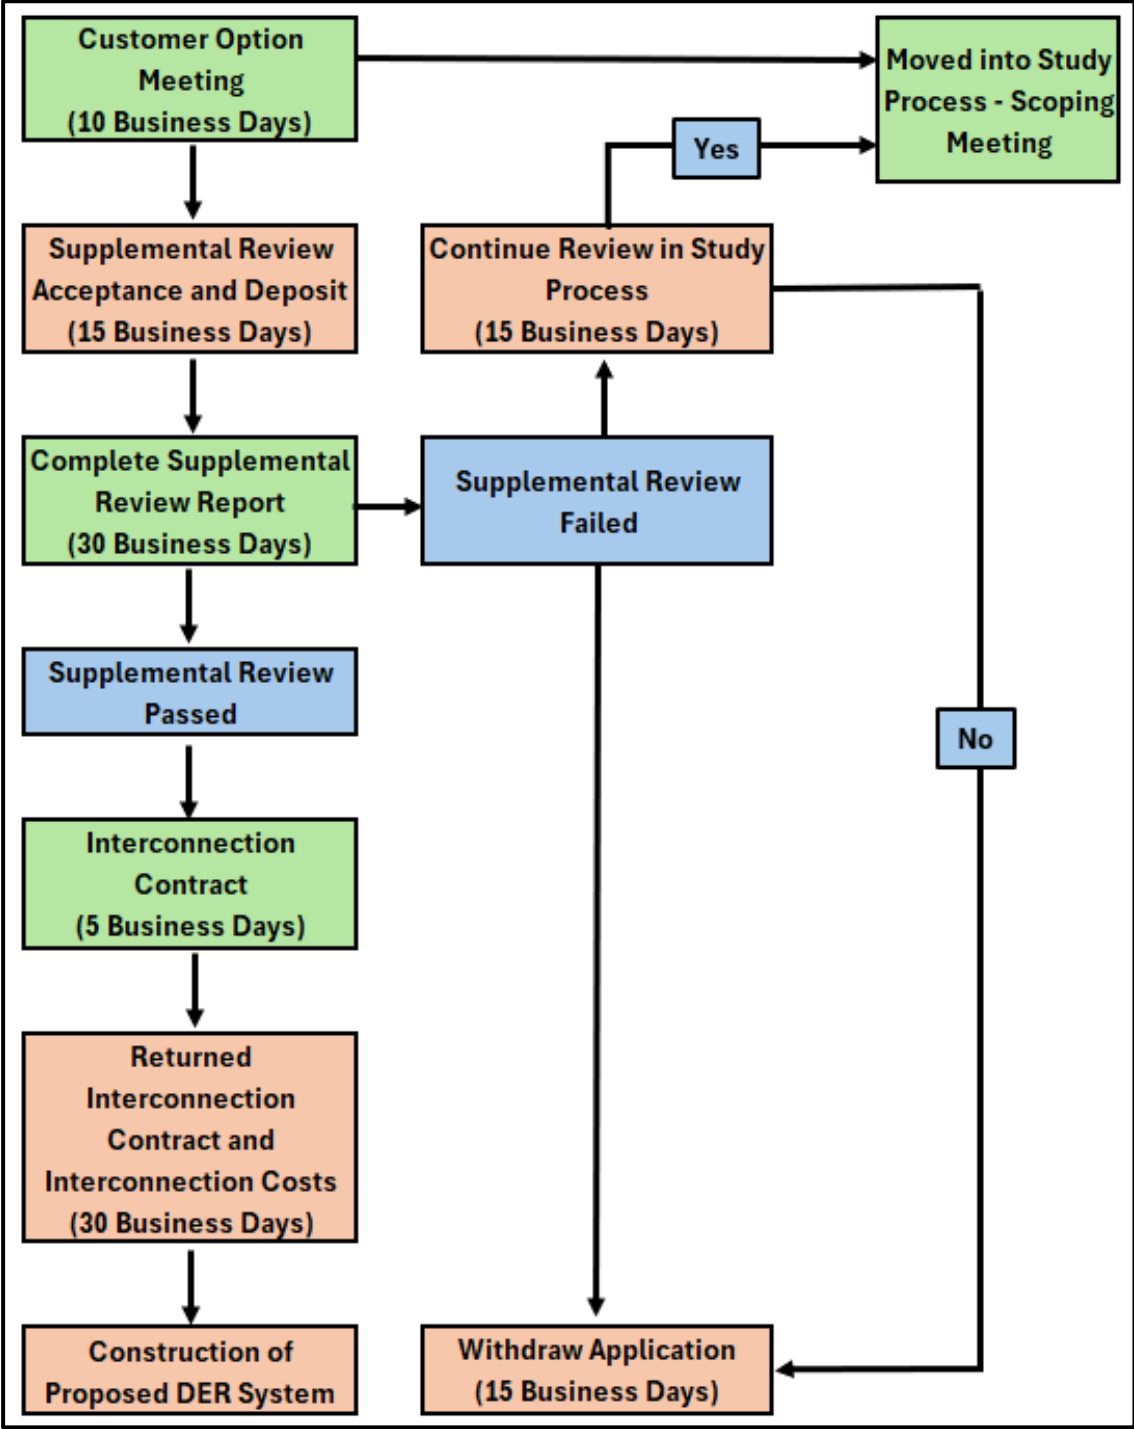 Customer Option
Meeting
(10 Business Days)
Moved into Study
Process - Scoping
Meeting
Yes
Supplemental Review
Acceptance and Deposit
(15 Business Days)
Continue Review in Study
Process
(15 Business Days)
Complete Supplemental
Review Report
(30 Business Days)
Supplemental Review
Failed
Supplemental Review
Passed
No
Interconnection
Contract
(5 Business Days)
Returned
Interconnection
Contract and
Interconnection Costs
(30 Business Days)
Construction of
Proposed DER System
Withdraw Application
(15 Business Days)